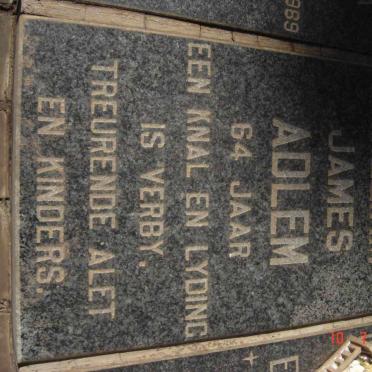 JAMES
ADLEM
64 JAAR
EEN KNAL EN LYDING
IS VERBY.
TREURENDE ALET
EN KINDERS.